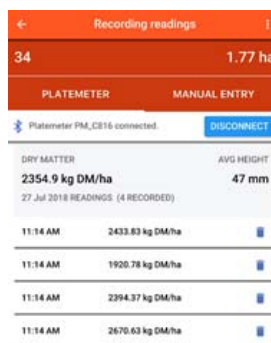 Recording readings
34 1.77 ha
PLATEMETER MANUAL ENTRY
Platemeter PM_CB16 connected. DISCONNECT
DRY MATTER AVG HEIGHT
2354.9 kg DM/ha 47 mm
27 Jul 2018 READINGS (4 RECORDED)
11:14 AM 2433.83 kg DM/ha
11:14 AM 1920.78 kg DM/ha
11:14 AM 2394.37 kg DM/ha
11:14 AM 2670.63 kg DM/ha